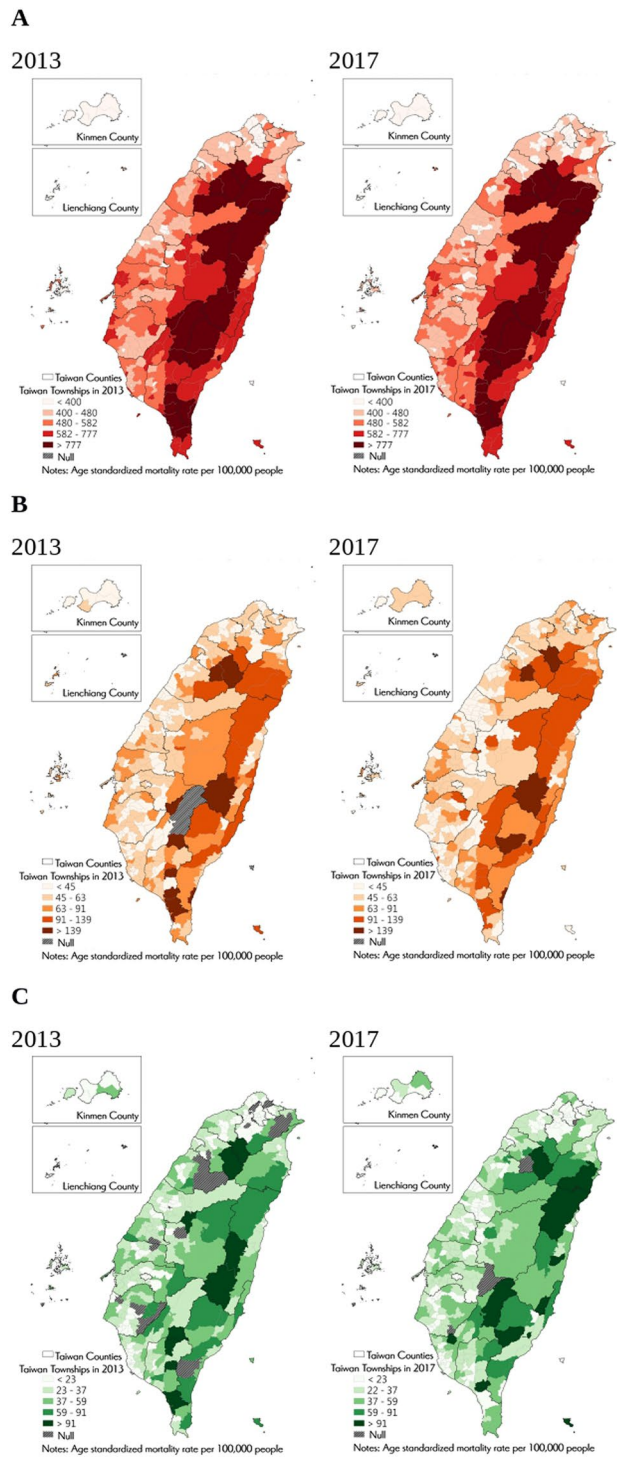 A
2013
2017
Kinmen County
Kinmen County
Lienchiang County
Lienchiang County
Taiwan Counties
Taiwan Townships in 2013
< 400
400 - 480
480 - 582
582 - 777
> 777
Null
Notes: Age standardized mortality rate per 100,000 people
Taiwan Counties
Taiwan Townships in 2017
< 400
400 - 480
480 - 582
582 - 777
> 777
Null
Notes: Age standardized mortality rate per 100,000 people
B
2013
2017
Kinmen County
Kinmen County
Lienchiang County
Lienchiang County
Taiwan Counties
Taiwan Townships in 2013
< 45
45 - 63
63 - 91
91 - 139
> 139
Null
Notes: Age standardized mortality rate per 100,000 people
Taiwan Counties
Taiwan Townships in 2017
< 45
45 - 63
63 - 91
91 - 139
> 139
Null
Notes: Age standardized mortality rate per 100,000 people
C
2013
2017
Kinmen County
Kinmen County
Lienchiang County
Lienchiang County
Taiwan Counties
Taiwan Townships in 2013
< 23
23 - 37
37 - 59
59 - 91
> 91
Null
Notes: Age standardized mortality rate per 100,000 people
Taiwan Counties
Taiwan Townships in 2017
< 23
22 - 37
37 - 59
59 - 91
> 91
Null
Notes: Age standardized mortality rate per 100,000 people